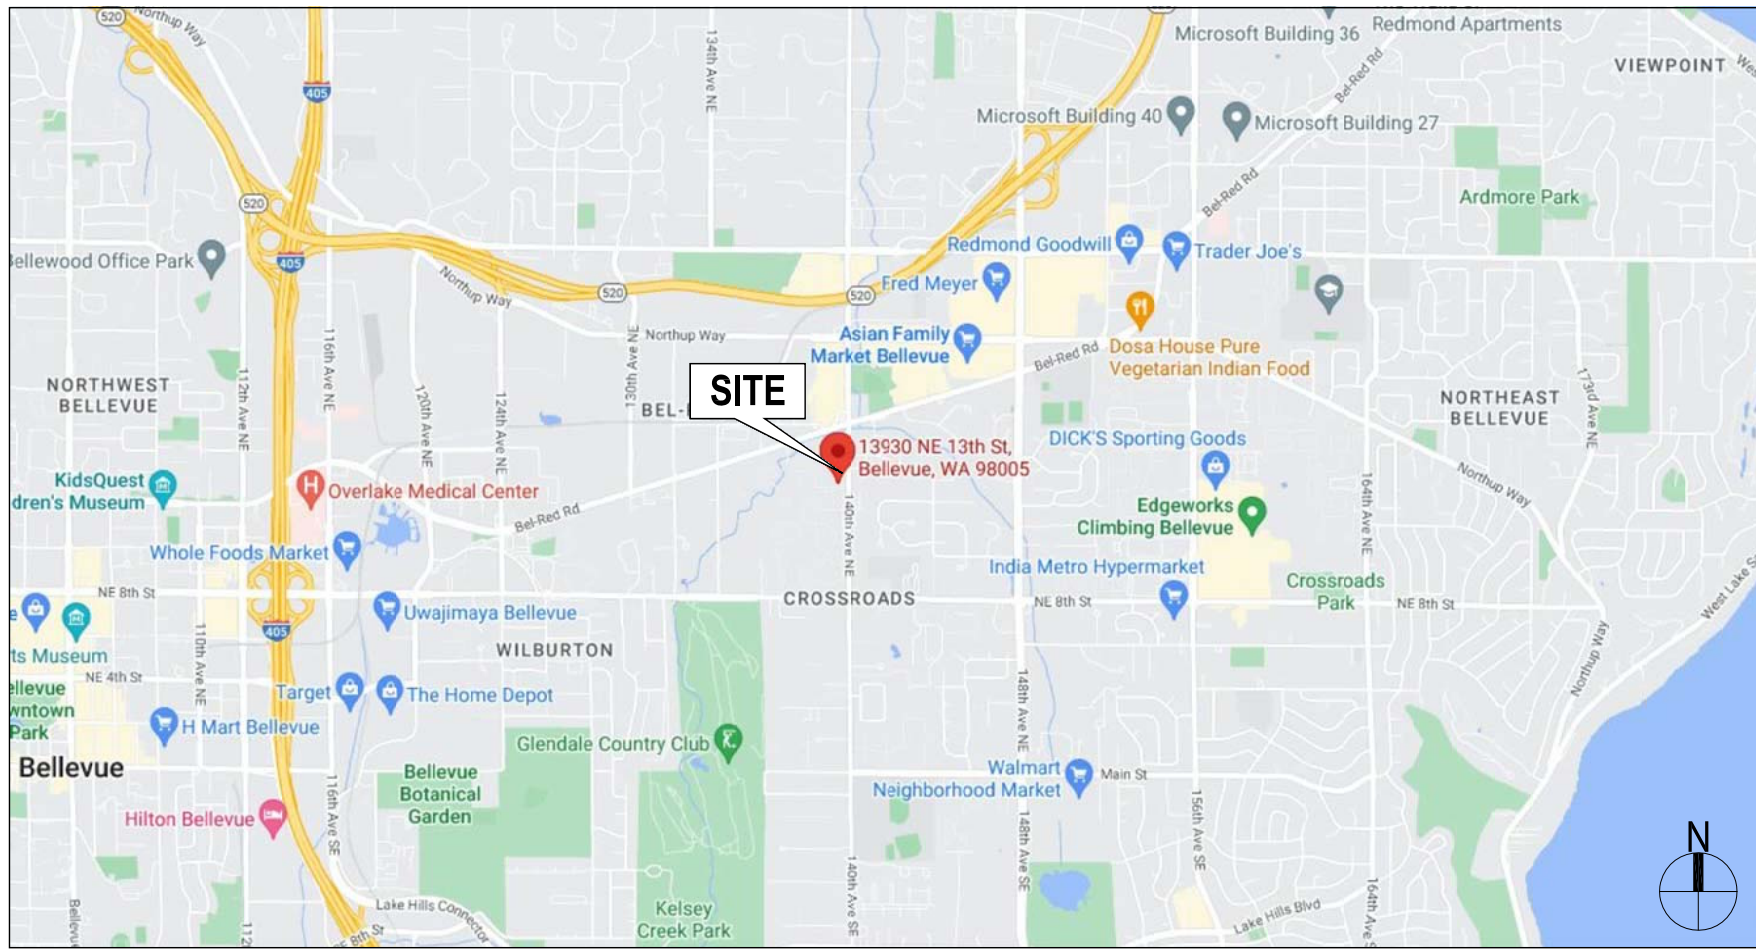 520
Northup Way
405
134th Ave NE
520
Microsoft Building 36
Redmond Apartments
VIEWPOINT
Bel-Red Rd
Microsoft Building 40
Microsoft Building 27
520
Bel-Red Rd
Ardmore Park
Bellewood Office Park
405
Northup Way
520
520
Redmond Goodwill
Trader Joe's
Fred Meyer
116th Ave NE
130th Ave NE
Northup Way
Asian Family
Market Bellevue
Bel-Red Rd
Dosa House Pure
Vegetarian Indian Food
NORTHWEST
BELLEVUE
112th Ave NE
120th Ave NE
124th Ave NE
BEL-
SITE
NORTHEAST
BELLEVUE
173rd Ave NE
13930 NE 13th St,
Bellevue, WA 98005
DICK'S Sporting Goods
KidsQuest
dren's Museum
Overlake Medical Center
Bel-Red Rd
140th Ave NE
Edgeworks
Climbing Bellevue
164th Ave NE
Northup Way
Whole Foods Market
India Metro Hypermarket
Crossroads
Park
NE 8th St
CROSSROADS
NE 8th St
NE 8th St
West Lake S
e
Uwajimaya Bellevue
405
ts Museum
110th Ave NE
WILBURTON
Northup Way
NE 4th St
ellevue
wntown
Park
Target
The Home Depot
148th Ave NE
H Mart Bellevue
Glendale Country Club
Bellevue
Bellevue
Botanical
Garden
Walmart
Neighborhood Market
Main St
Hilton Bellevue
116th Ave SE
148th Ave SE
156th Ave SE
N
140th Ave SE
164th Ave S
Bellevu
112
Lake Hills Connector
SE 8th St
Kelsey
Creek Park
Lake Hills Blvd